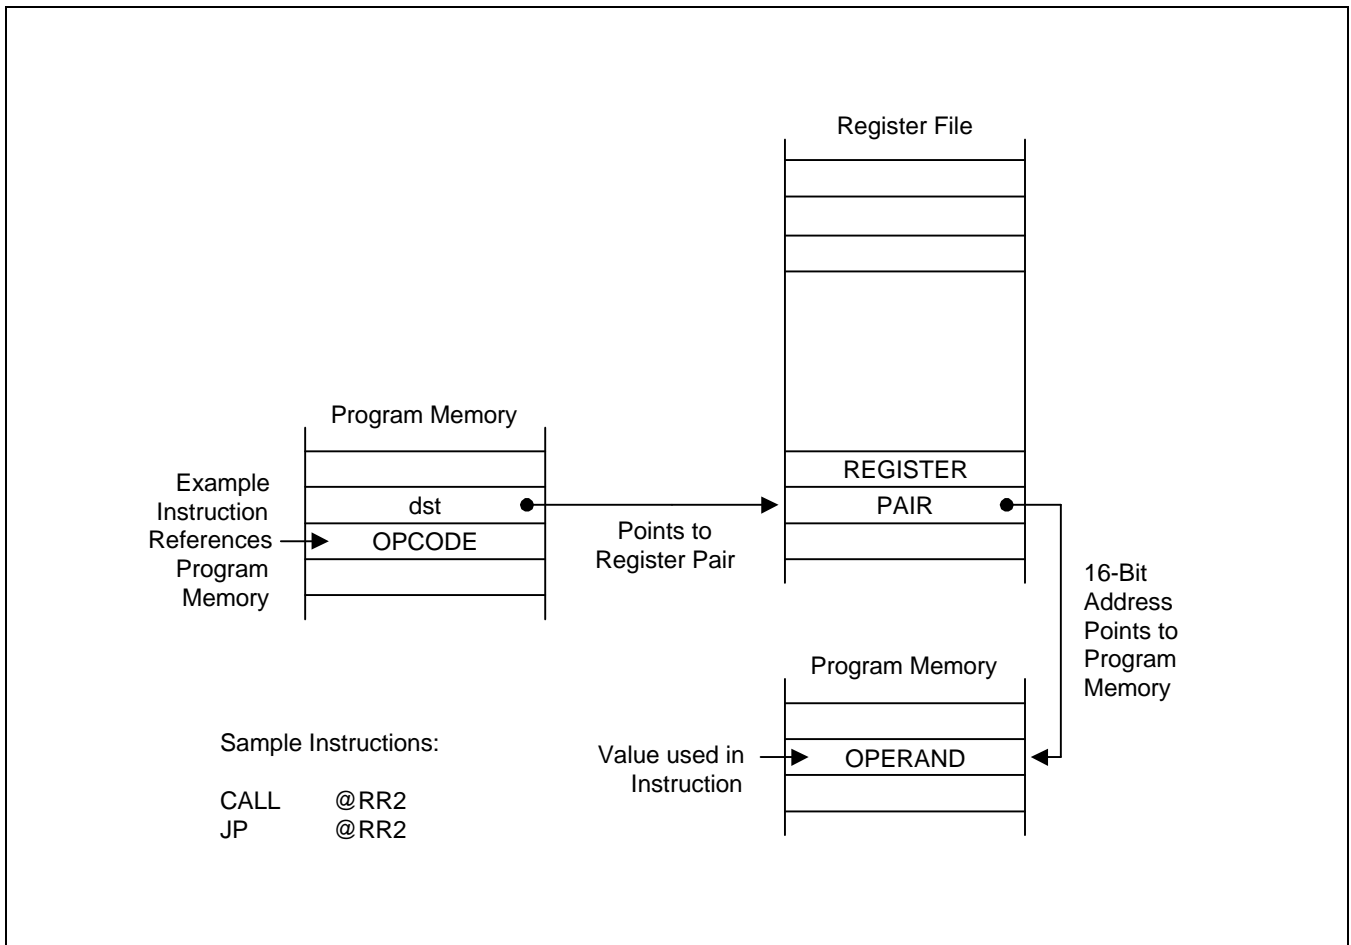 Register File
Program Memory
REGISTER
Example
Instruction
References
Program
Memory
dst
PAIR
OPCODE
Points to
Register Pair
16-Bit
Address
Points to
Program
Memory
Program Memory
Sample Instructions:
Value used in
Instruction
OPERAND
CALL @RR2
JP @RR2